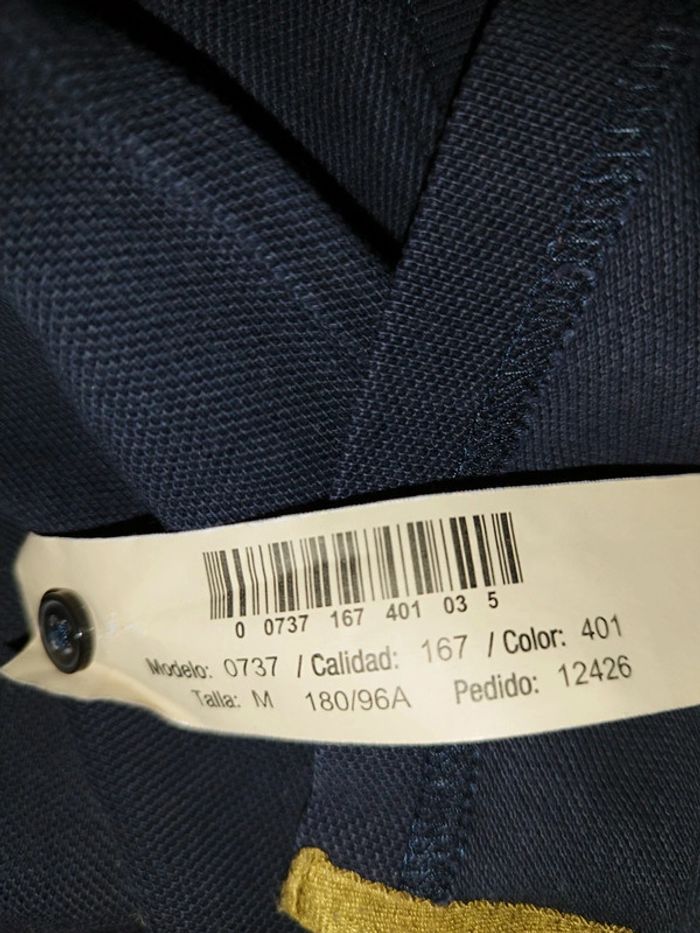 0 0737 167 401 03 5
Modelo: 0737 / Calidad: 167 / Color: 401
Talla: M 180/96A Pedido: 12426